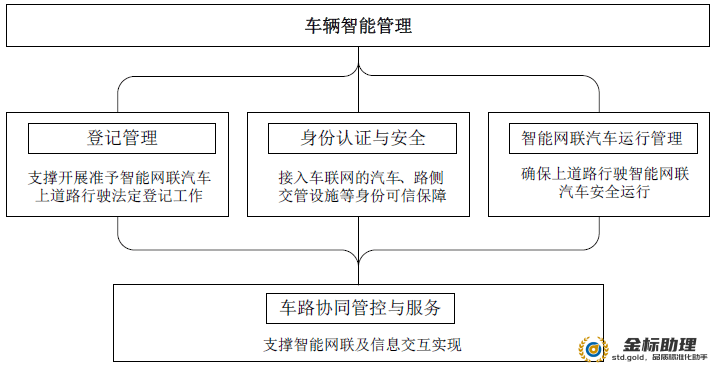 车辆智能管理
登记管理
支撑开展准予智能网联汽车
上道路行驶法定登记工作
身份认证与安全
接入车联网的汽车、路侧
交管设施等身份可信保障
智能网联汽车运行管理
确保上道路行驶智能网联
汽车安全运行
车路协同管控与服务
支撑智能网联及信息交互实现
金标助理
std.gold，品质标准化助手